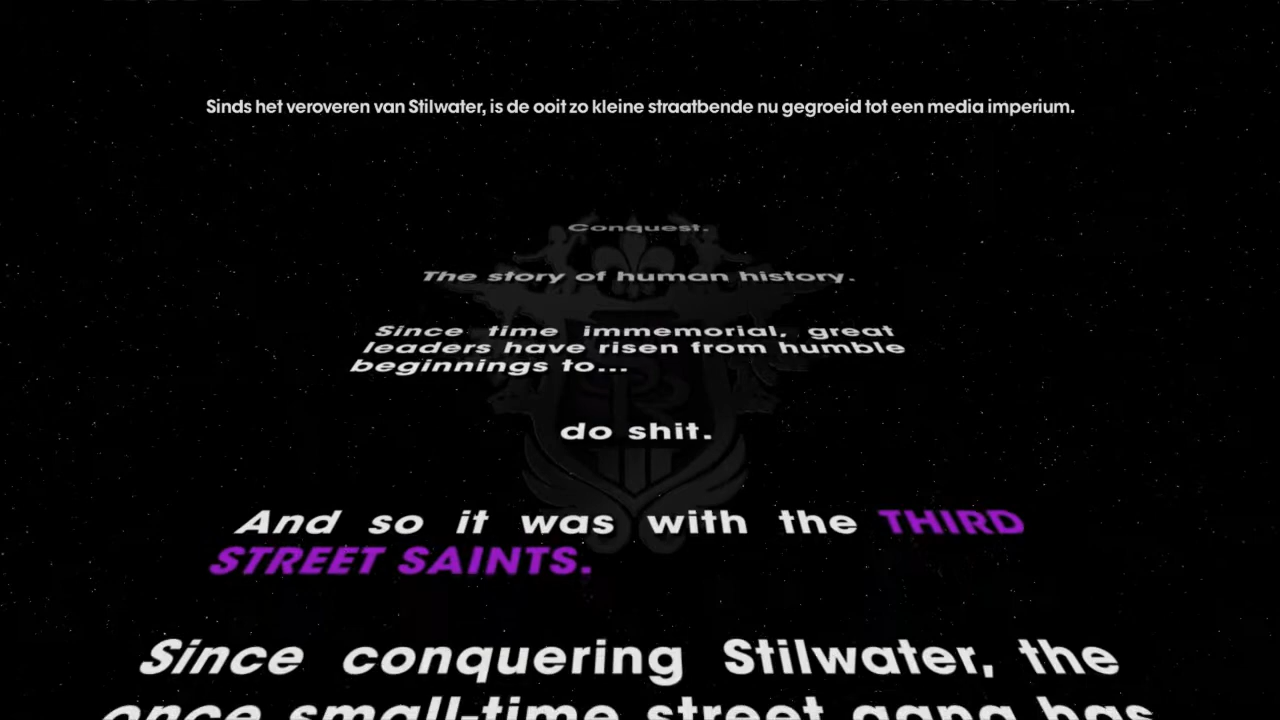 Sinds het veroveren van Stilwater, is de ooit zo kleine straatbende nu gegroeid tot een media imperium.
Conquest.
The story of human history.
Since time immemorial, great
leaders have risen from humble
beginnings to...
do shit.
And so it was with the THIRD
STREET SAINTS.
Since conquering Stilwater, the
once small-time street gang has